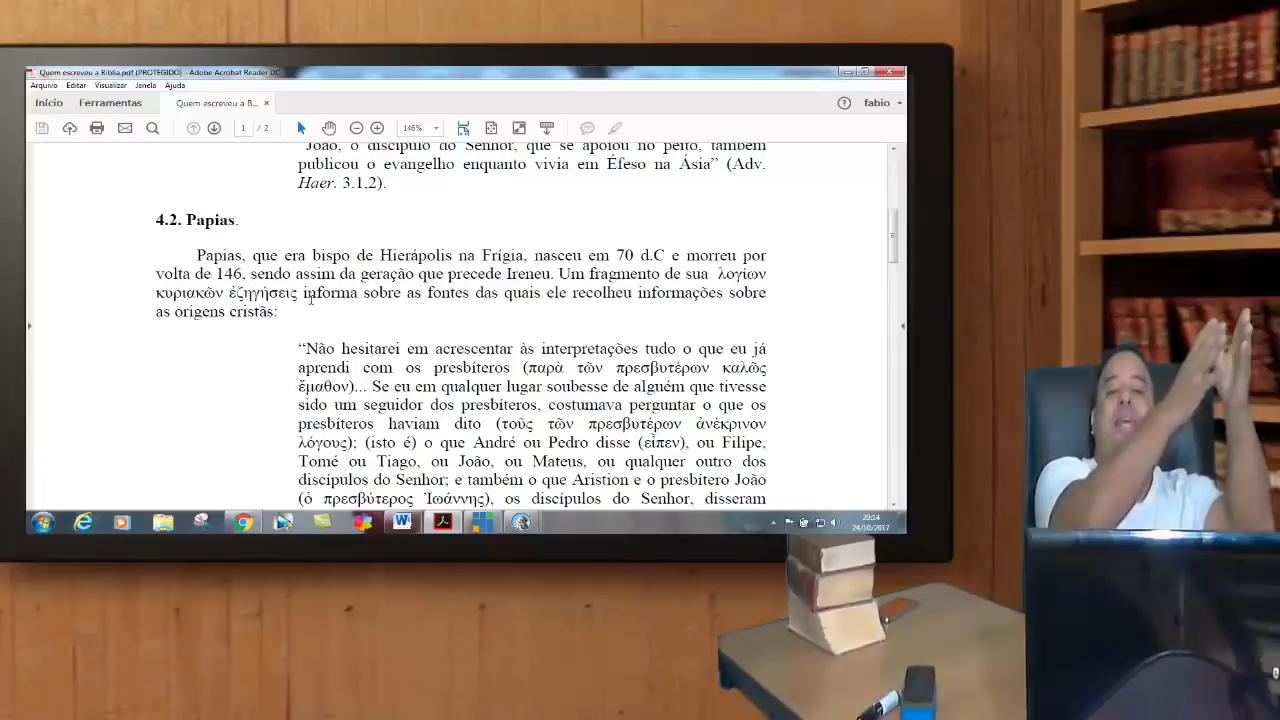 Quem escreveu a Bíblia.pdf (PROTEGIDO) - Adobe Acrobat Reader DC
Arquivo Editar Visualizar Janela Ajuda
Início Ferramentas Quem escreveu a B... × fabio
1 / 2 146%
João, o discípulo do Senhor, que se apoiou no peito, também
publicou o evangelho enquanto vivia em Éfeso na Ásia” (Adv.
Haer. 3.1,2).
4.2. Papias.
Papias, que era bispo de Hierápolis na Frígia, nasceu em 70 d.C e morreu por
volta de 146, sendo assim da geração que precede Ireneu. Um fragmento de sua λογίων
κυριακῶν ἐζηγήσεις informa sobre as fontes das quais ele recolheu informações sobre
as origens cristãs:
“Não hesitarei em acrescentar às interpretações tudo o que eu já
aprendi com os presbíteros (παρὰ τῶν πρεσβυτέρων καλῶς
ἔμαθον)... Se eu em qualquer lugar soubesse de alguém que tivesse
sido um seguidor dos presbíteros, costumava perguntar o que os
presbíteros haviam dito (τοὺς τῶν πρεσβυτέρων ἀνέκρινον
λόγους); (isto é) o que André ou Pedro disse (εἶπεν), ou Filipe,
Tomé ou Tiago, ou João, ou Mateus, ou qualquer outro dos
discípulos do Senhor; e também o que Aristion e o presbítero João
(ὁ πρεσβύτερος Ἰωάννης), os discípulos do Senhor, disseram
20:14
24/10/2017